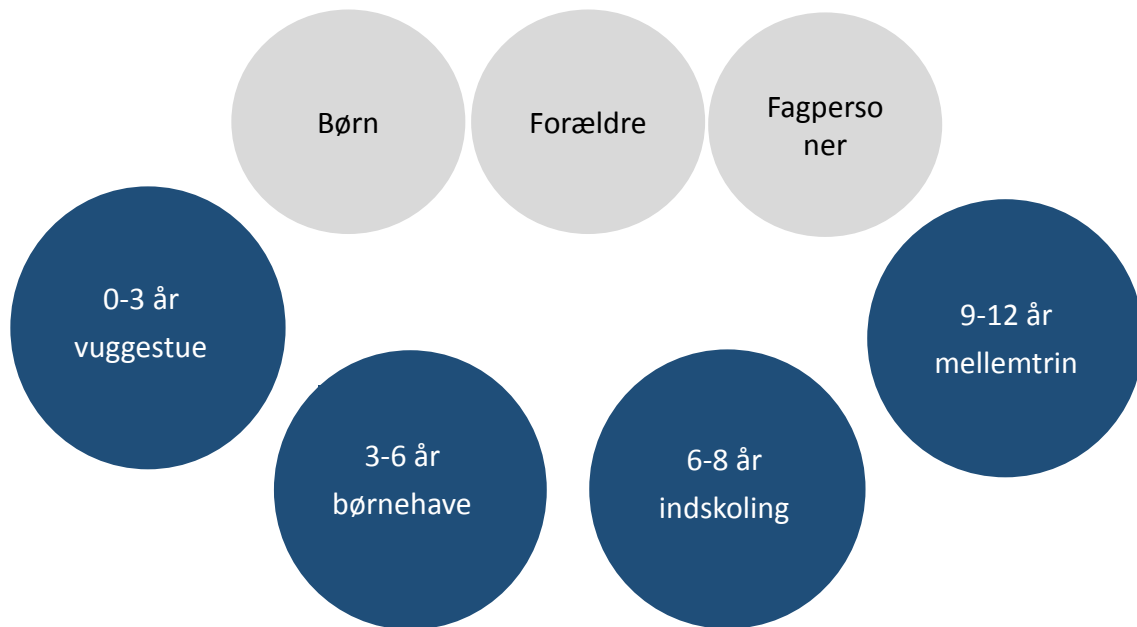 Børn
Forældre
Fagperso
ner
0-3 år
vuggestue
3-6 år
børnehave
6-8 år
indskoling
9-12 år
mellemtrin